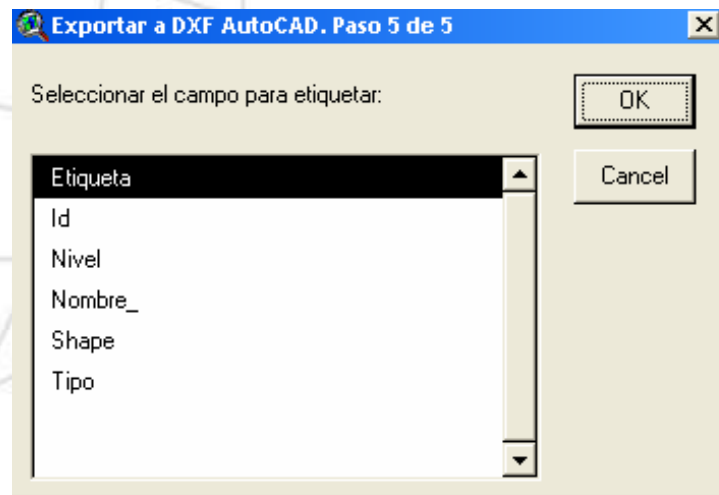 Exportar a DXF AutoCAD. Paso 5 de 5
Seleccionar el campo para etiquetar:
OK
Cancel
Etiqueta
Id
Nivel
Nombre_
Shape
Tipo